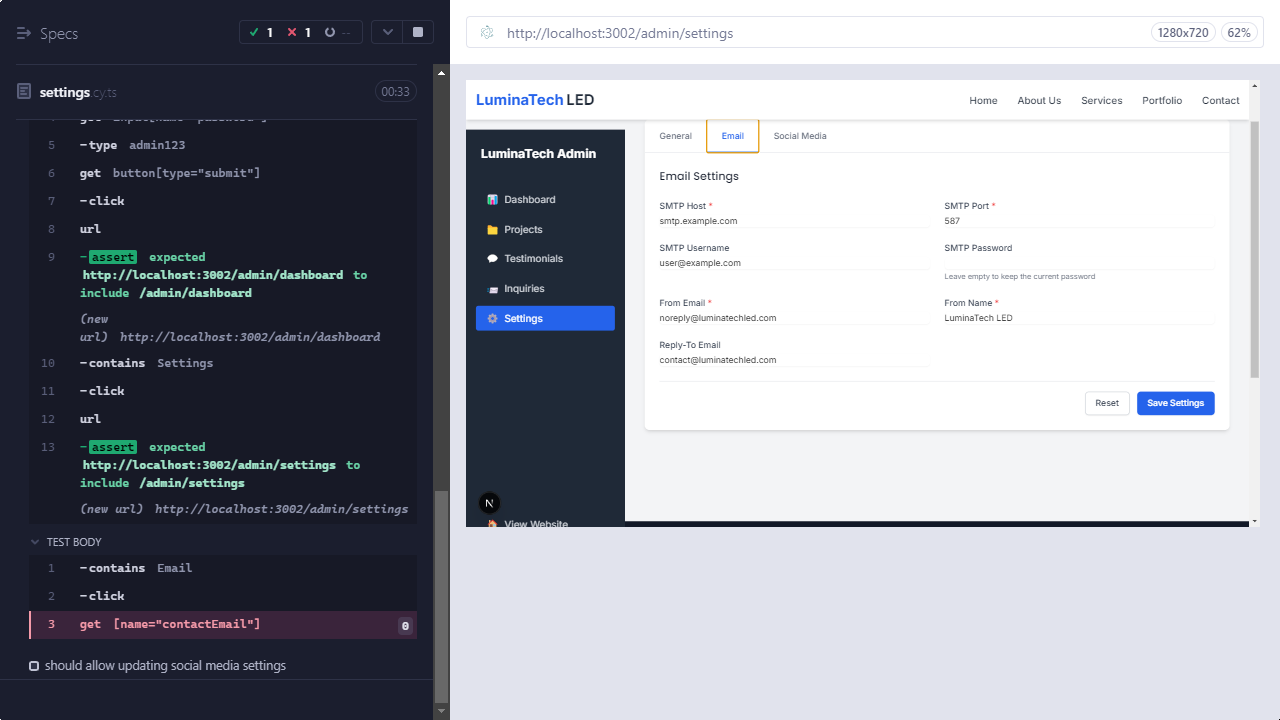 Specs
1
1
--
settings.cy.ts
00:33
5 -type admin123
6 get button[type="submit"]
7 -click
8 url
9 -assert expected
http://localhost:3002/admin/dashboard to
include /admin/dashboard
(new
url) http://localhost:3002/admin/dashboard
10 -contains Settings
11 -click
12 url
13 -assert expected
http://localhost:3002/admin/settings to
include /admin/settings
(new url) http://localhost:3002/admin/settings
TEST BODY
1 -contains Email
2 -click
3 get [name="contactEmail"] 0
should allow updating social media settings
http://localhost:3002/admin/settings
1280x720
62%
LuminaTech LED
Home About Us Services Portfolio Contact
LuminaTech Admin
Dashboard
Projects
Testimonials
Inquiries
Settings
N
View Website
General Email Social Media
Email Settings
SMTP Host * SMTP Port *
smtp.example.com 587
SMTP Username SMTP Password
user@example.com
Leave empty to keep the current password
From Email * From Name *
noreply@luminatechled.com LuminaTech LED
Reply-To Email
contact@luminatechled.com
Reset Save Settings